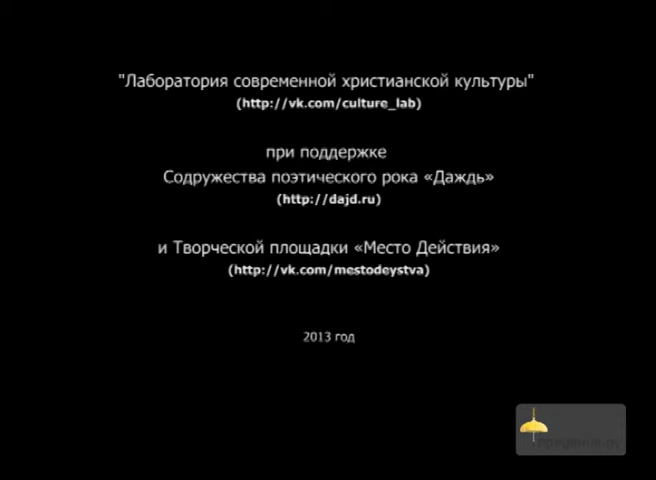 "Лаборатория современной христианской культуры"
(http://vk.com/culture_lab)
при поддержке
Содружества поэтического рока «Даждь»
(http://dajd.ru)
и Творческой площадки «Место Действия»
(http://vk.com/mestodeystva)
2013 год